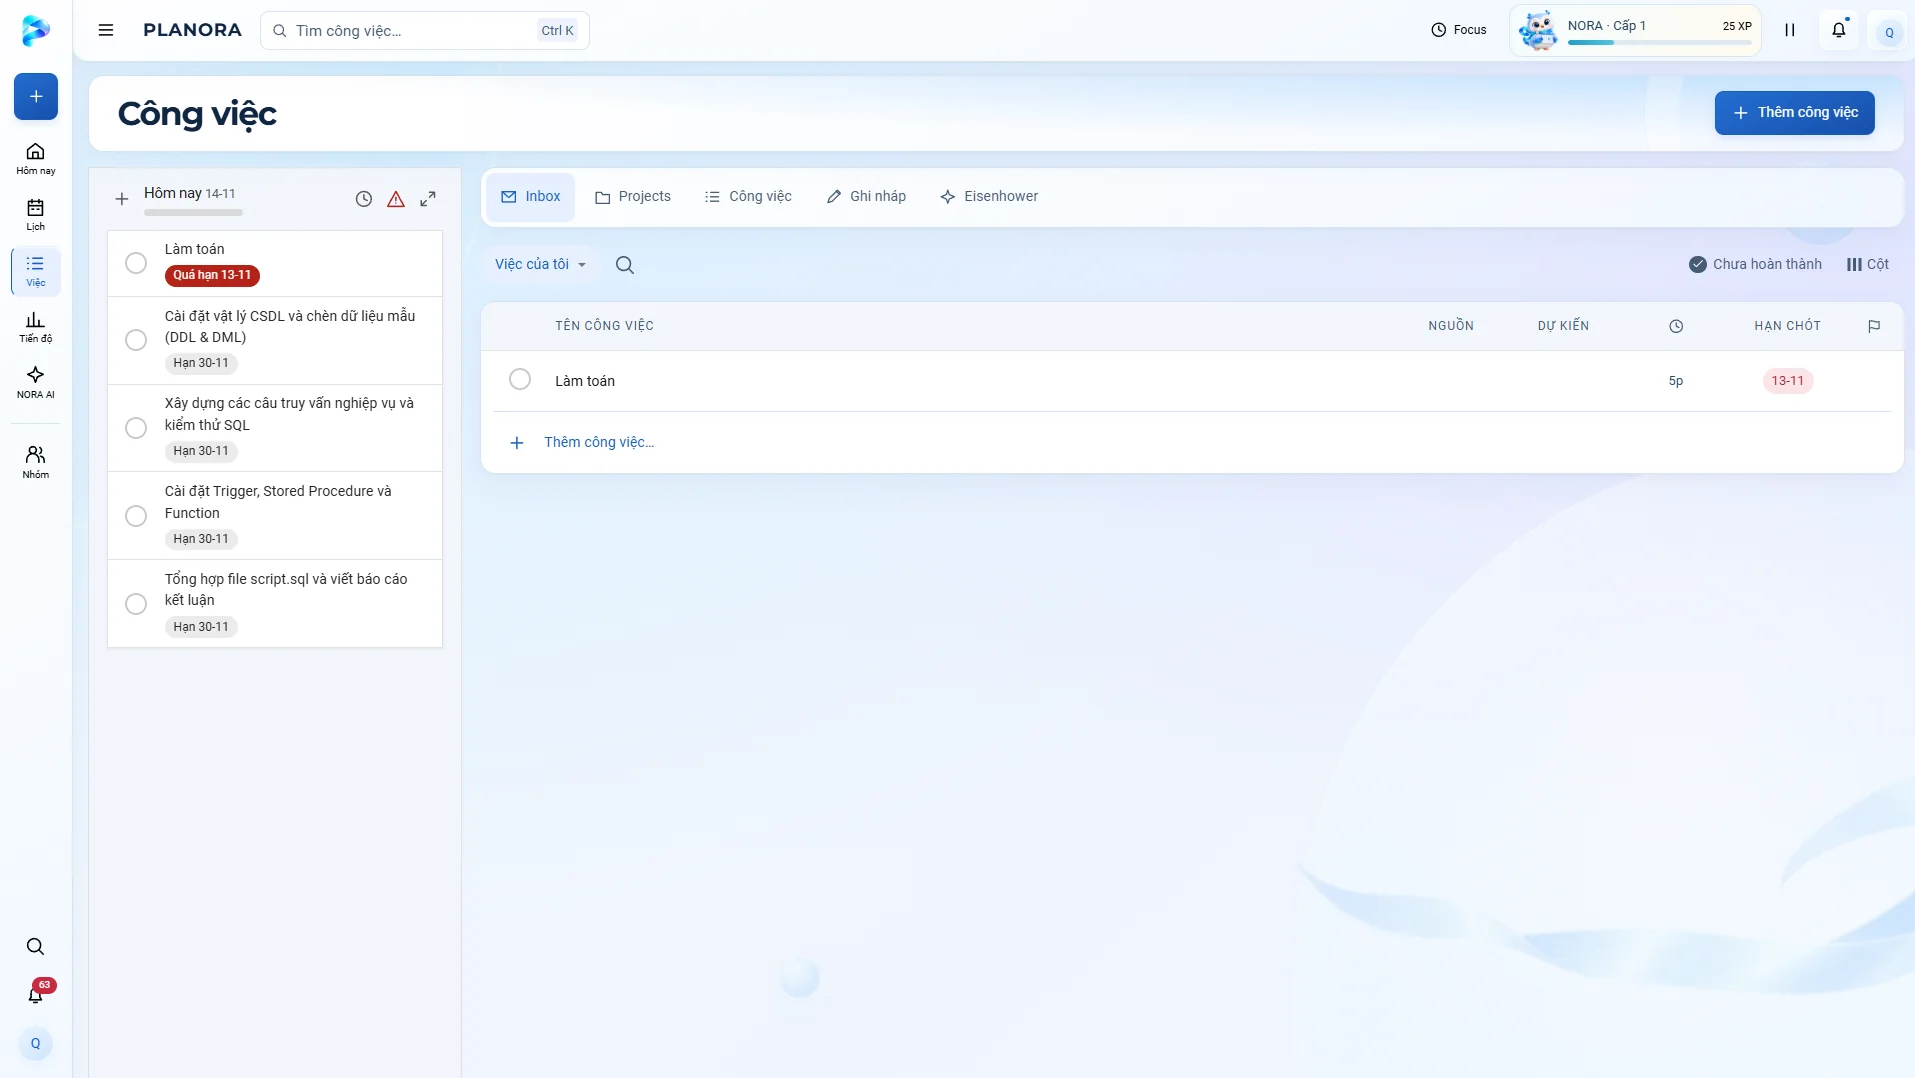 PLANORA
Tìm công việc...
Ctrl K
Focus
NORA · Cấp 1
25 XP
Q
Hôm nay
Lịch
Việc
Tiến độ
NORA AI
Nhóm
63
Q
Công việc
Thêm công việc
Hôm nay 14-11
Làm toán
Quá hạn 13-11
Cài đặt vật lý CSDL và chèn dữ liệu mẫu
(DDL & DML)
Hạn 30-11
Xây dựng các câu truy vấn nghiệp vụ và
kiểm thử SQL
Hạn 30-11
Cài đặt Trigger, Stored Procedure và
Function
Hạn 30-11
Tổng hợp file script.sql và viết báo cáo
kết luận
Hạn 30-11
Inbox
Projects
Công việc
Ghi nháp
Eisenhower
Việc của tôi
Chưa hoàn thành
Cột
TÊN CÔNG VIỆC
NGUỒN
DỰ KIẾN
HẠN CHÓT
Làm toán
5p
13-11
Thêm công việc...